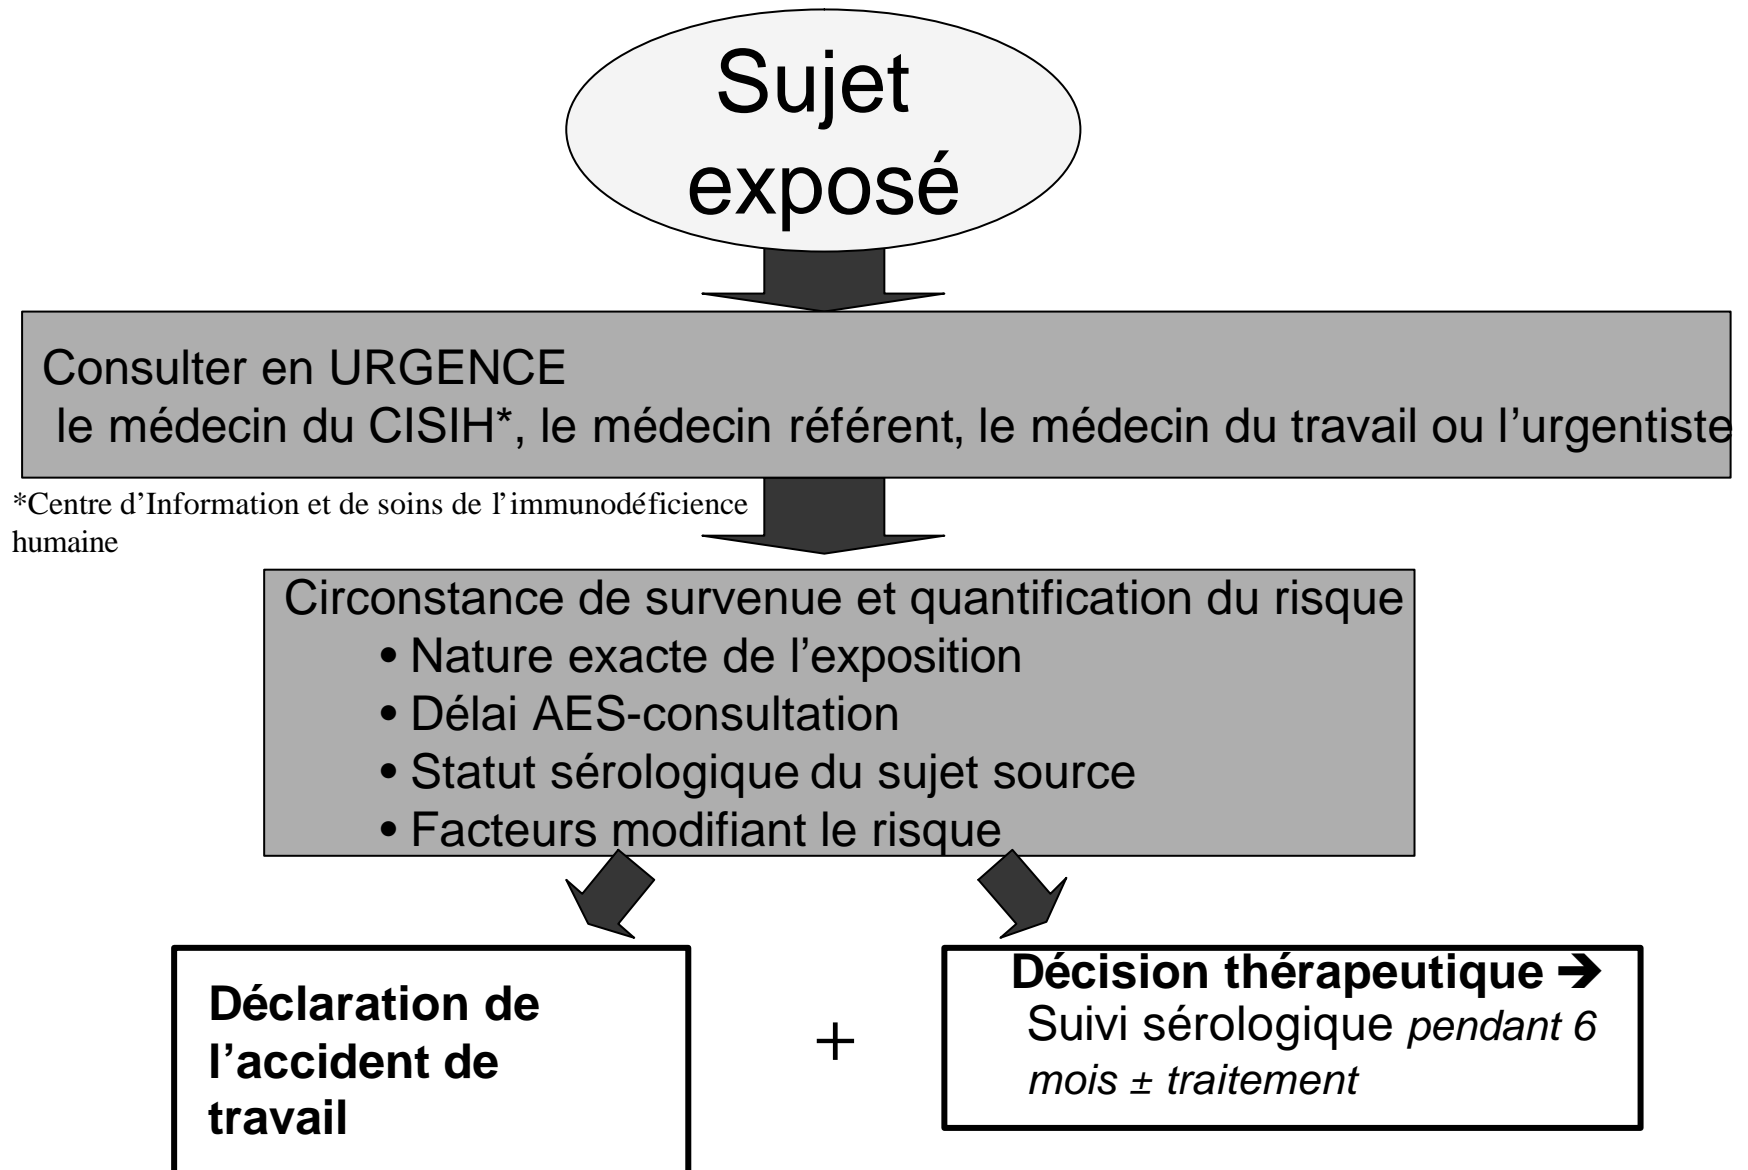 Sujet
exposé
Consulter en URGENCE
le médecin du CISIH*, le médecin référent, le médecin du travail ou l’urgentiste
*Centre d’Information et de soins de l’immunodéficience
humaine
Circonstance de survenue et quantification du risque
• Nature exacte de l’exposition
• Délai AES-consultation
• Statut sérologique du sujet source
• Facteurs modifiant le risque
Déclaration de
l’accident de
travail
+
Décision thérapeutique ➔
Suivi sérologique pendant 6
mois ± traitement